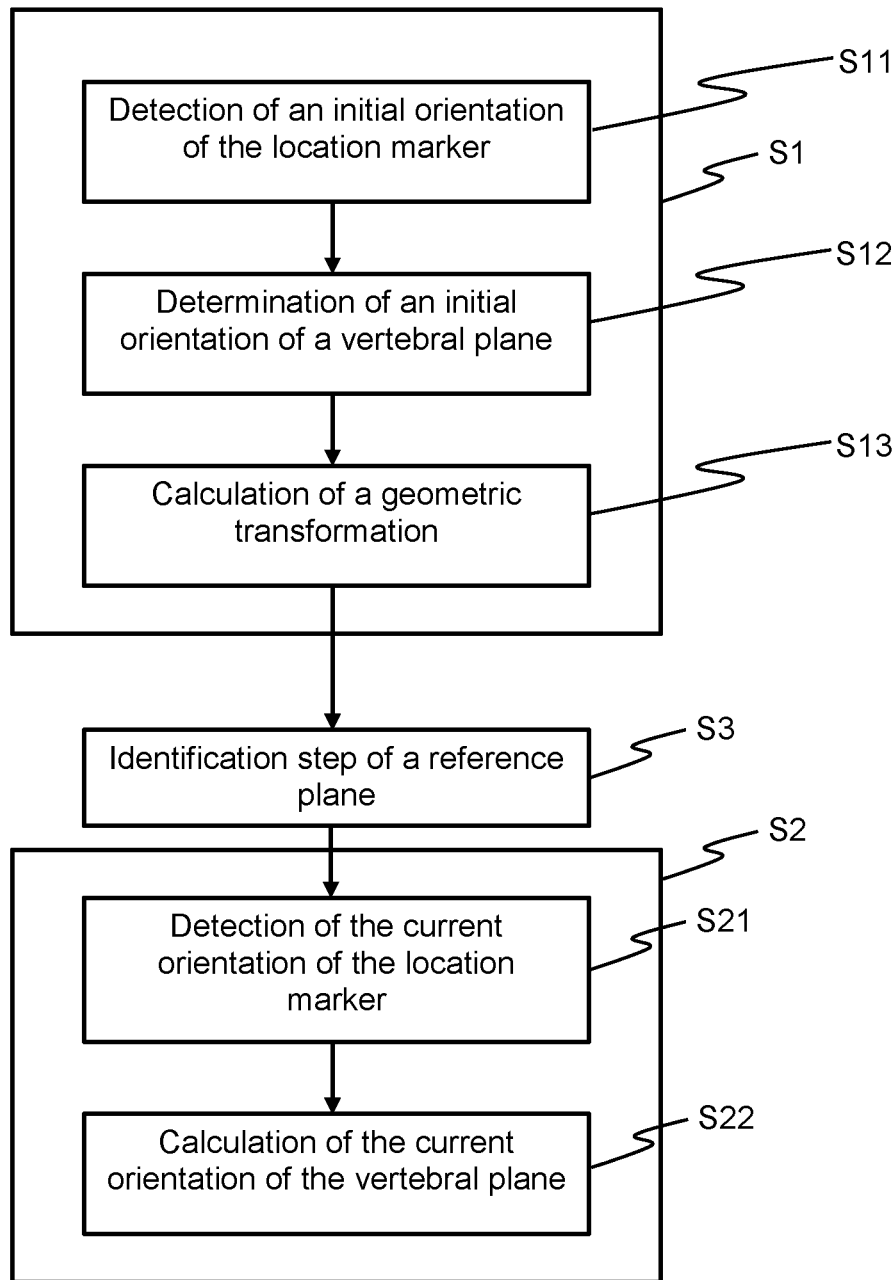 S11
Detection of an initial orientation
of the location marker
S1
S12
Determination of an initial
orientation of a vertebral plane
S13
Calculation of a geometric
transformation
S3
Identification step of a reference
plane
S2
S21
Detection of the current
orientation of the location
marker
S22
Calculation of the current
orientation of the vertebral plane